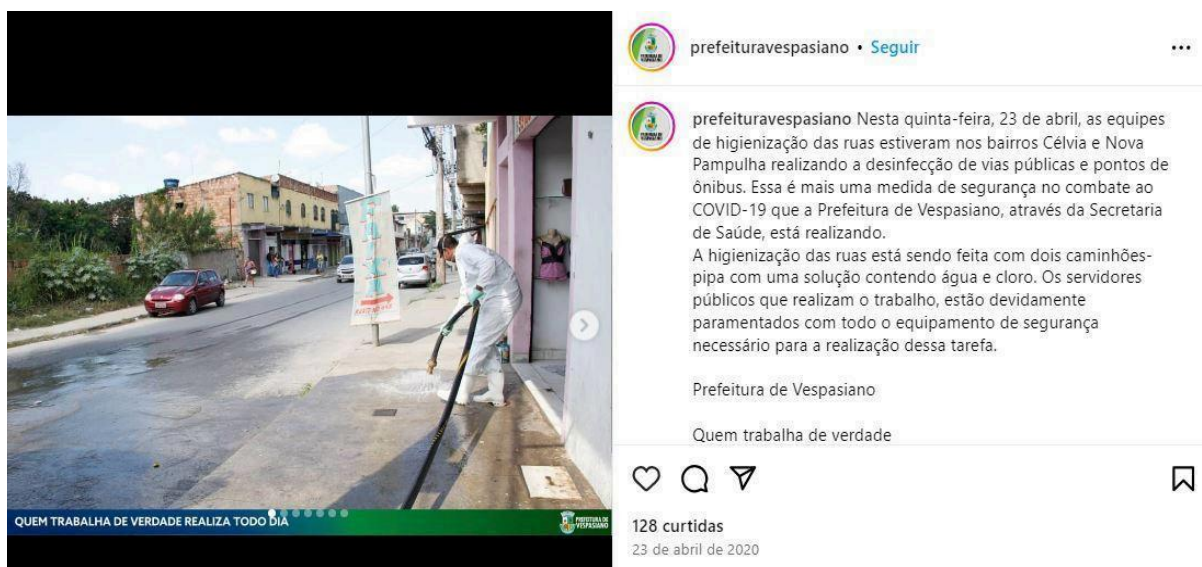 prefeituravespasiano • Seguir
prefeituravespasiano Nesta quinta-feira, 23 de abril, as equipes
de higienização das ruas estiveram nos bairros Célvia e Nova
Pampulha realizando a desinfecção de vias públicas e pontos de
ônibus. Essa é mais uma medida de segurança no combate ao
COVID-19 que a Prefeitura de Vespasiano, através da Secretaria
de Saúde, está realizando.
A higienização das ruas está sendo feita com dois caminhões-
pipa com uma solução contendo água e cloro. Os servidores
públicos que realizam o trabalho, estão devidamente
paramentados com todo o equipamento de segurança
necessário para a realização dessa tarefa.
Prefeitura de Vespasiano
Quem trabalha de verdade
128 curtidas
23 de abril de 2020
QUEM TRABALHA DE VERDADE REALIZA TODO DIA
PREFEITURA DE
VESPASIANO